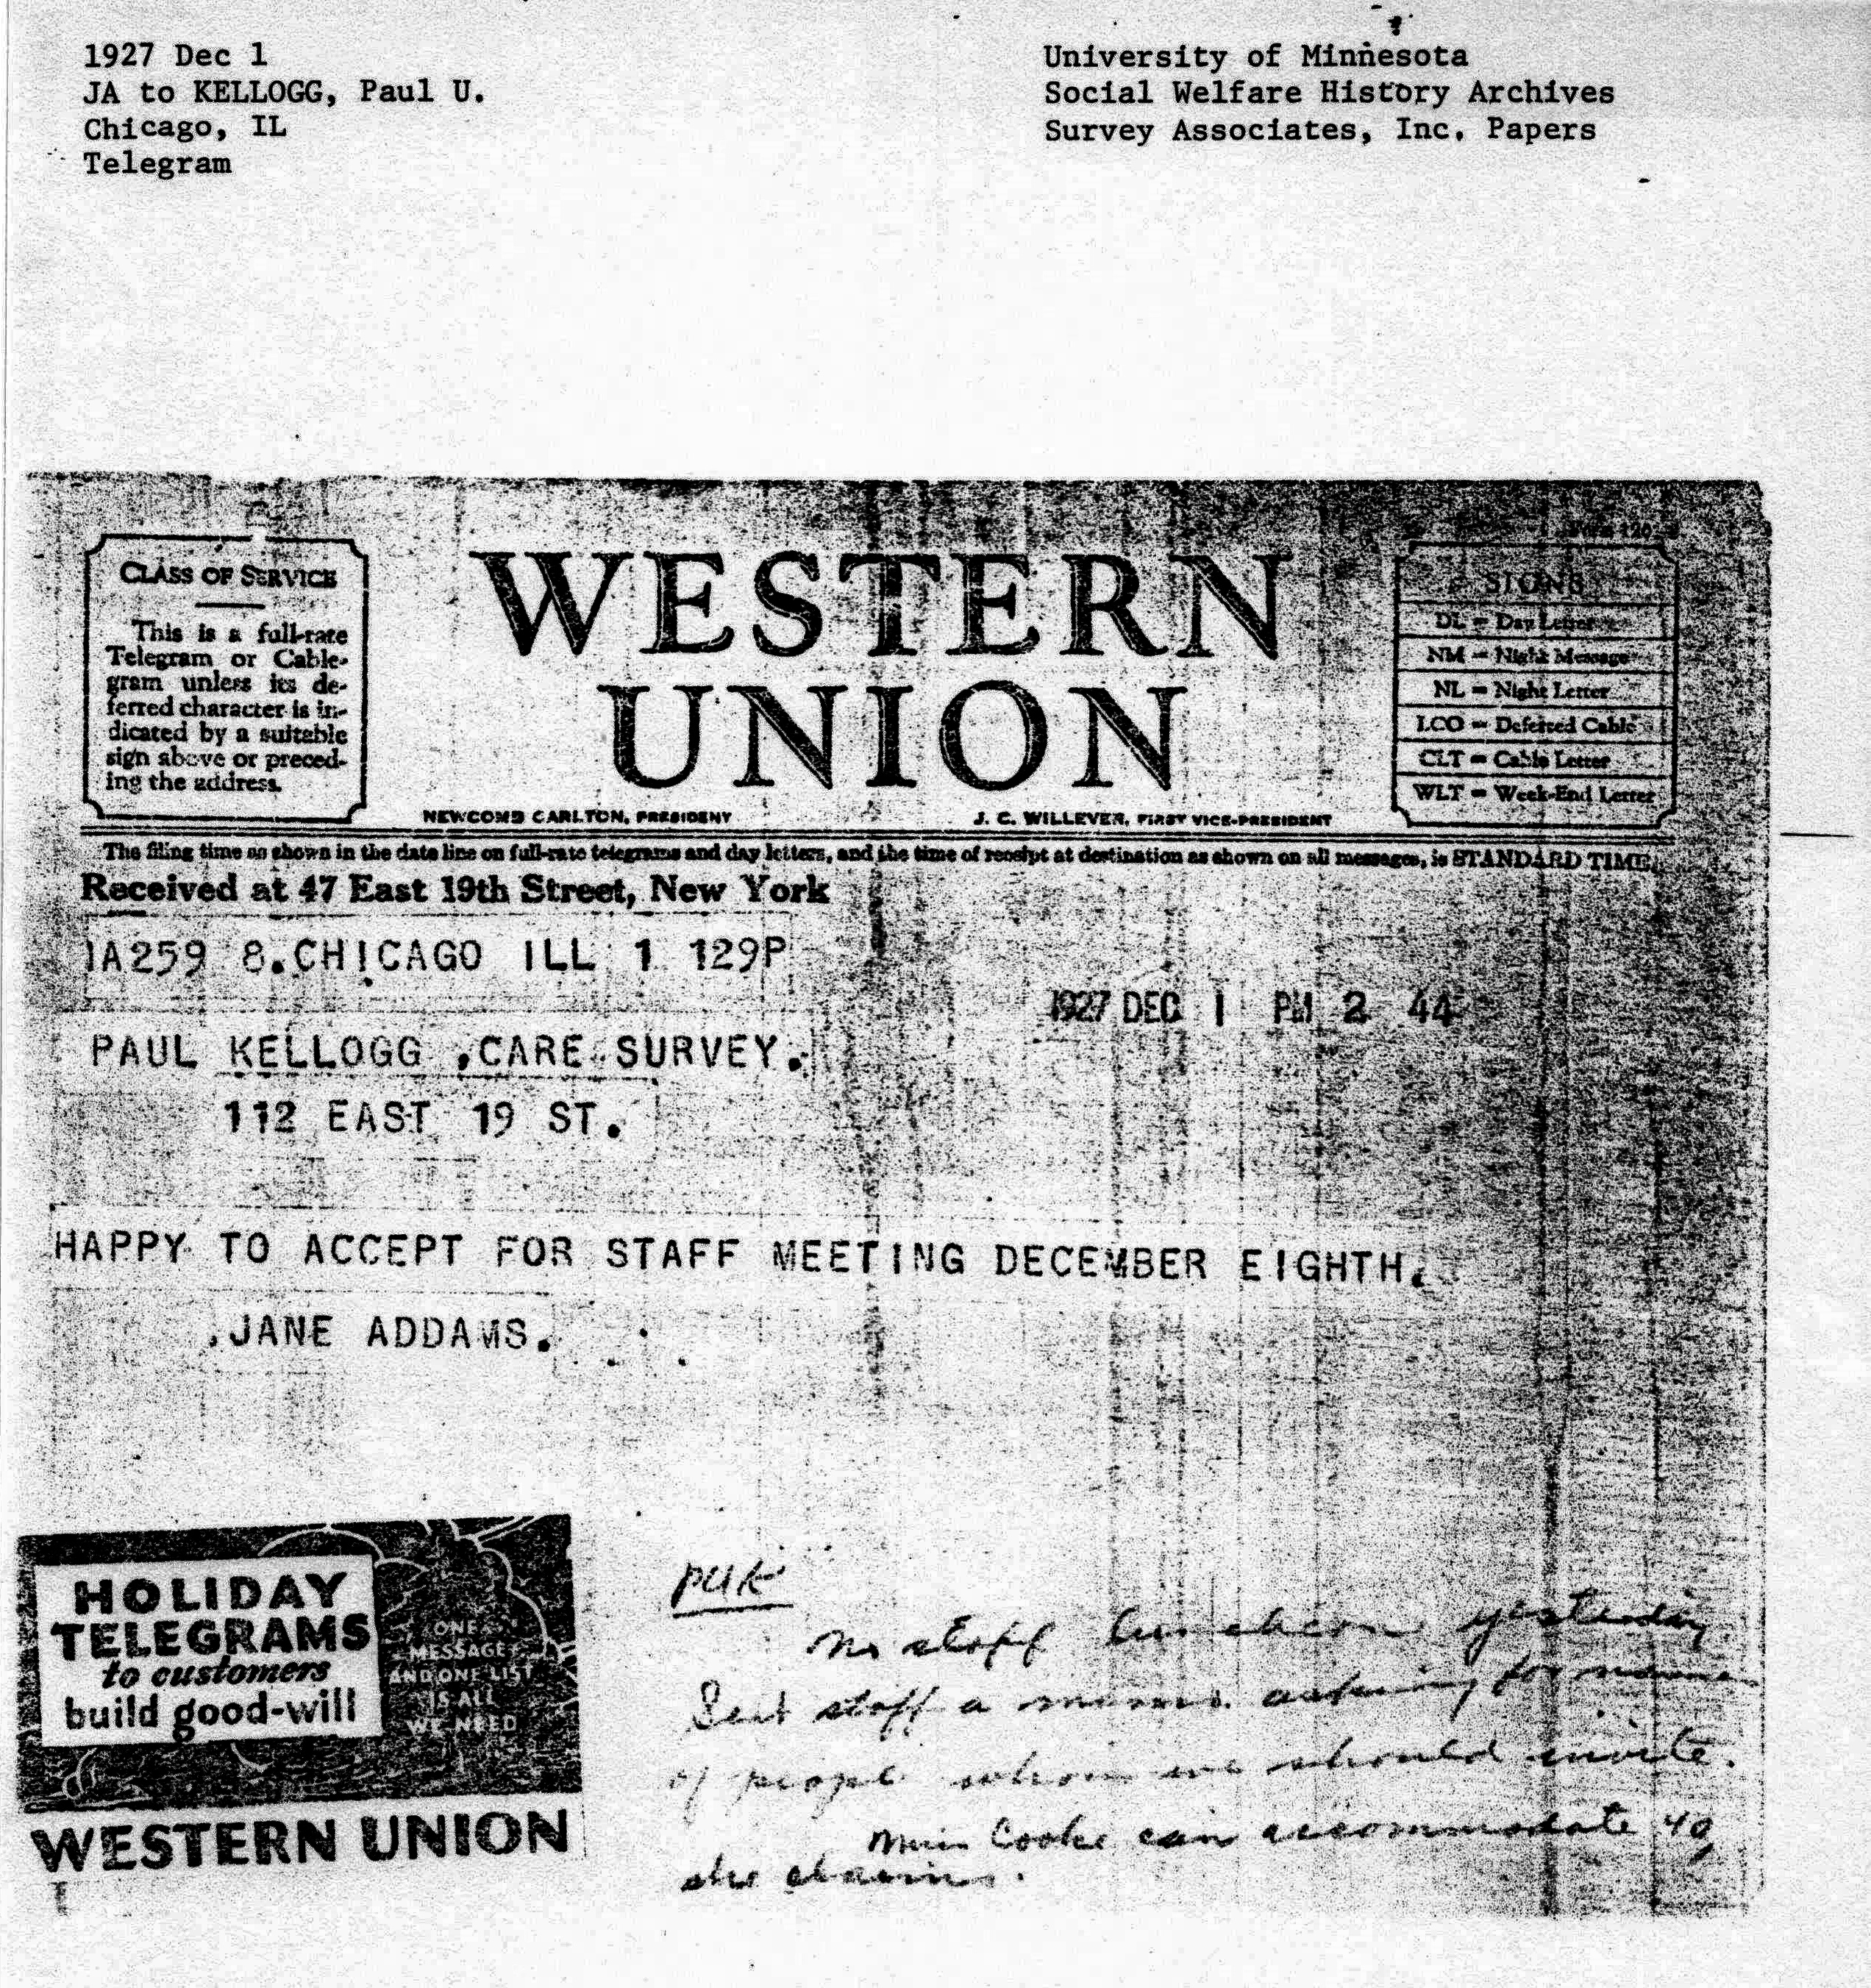 1927 Dec 1
JA to KELLOGG, Paul U.
Chicago, IL
Telegram
University of Minnesota
Social Welfare History Archives
Survey Associates, Inc. Papers
CLASS OF SERVICE
This is a full-rate
Telegram or Cable-
gram unless its de-
ferred character is in-
dicated by a suitable
sign above or preced-
ing the address.
WESTERN
UNION
NEWCOMB CARLTON, PRESIDENT
J. C. WILLEVER, FIRST VICE-PRESIDENT
SIGNS
DL = Day Letter
NM = Night Message
NL = Night Letter
LCO = Deferred Cable
CLT = Cable Letter
WLT = Week-End Letter
The filing time as shown in the date line on full-rate telegrams and day letters, and the time of receipt at destination as shown on all messages, is STANDARD TIME.
Received at 47 East 19th Street, New York
IA259 8.CHICAGO ILL 1 129P
1927 DEC 1 PM 2 44
PAUL KELLOGG ,CARE SURVEY.
112 EAST 19 ST.
HAPPY TO ACCEPT FOR STAFF MEETING DECEMBER EIGHTH.
.JANE ADDAMS.
HOLIDAY
TELEGRAMS
to customers
build good-will
ONE
MESSAGE
AND ONE LIST
IS ALL
WE NEED
WESTERN UNION
PUK
No staff luncheon yesterday
Sent staff a memo. asking for names
of people whom we should invite.
Miss Cooke can accommodate 40,
she claims.